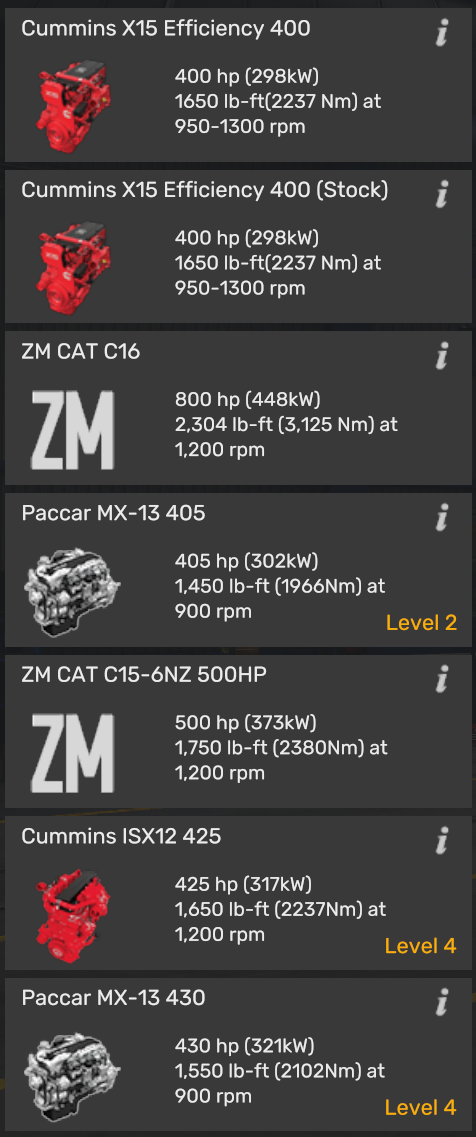 Cummins X15 Efficiency 400
i
400 hp (298kW)
1650 lb-ft(2237 Nm) at
950-1300 rpm
Cummins X15 Efficiency 400 (Stock)
i
400 hp (298kW)
1650 lb-ft(2237 Nm) at
950-1300 rpm
ZM CAT C16
i
ZM
800 hp (448kW)
2,304 lb-ft (3,125 Nm) at
1,200 rpm
Paccar MX-13 405
i
405 hp (302kW)
1,450 lb-ft (1966Nm) at
900 rpm
Level 2
ZM CAT C15-6NZ 500HP
i
ZM
500 hp (373kW)
1,750 lb-ft (2380Nm) at
1,200 rpm
Cummins ISX12 425
i
425 hp (317kW)
1,650 lb-ft (2237Nm) at
1,200 rpm
Level 4
Paccar MX-13 430
i
430 hp (321kW)
1,550 lb-ft (2102Nm) at
900 rpm
Level 4